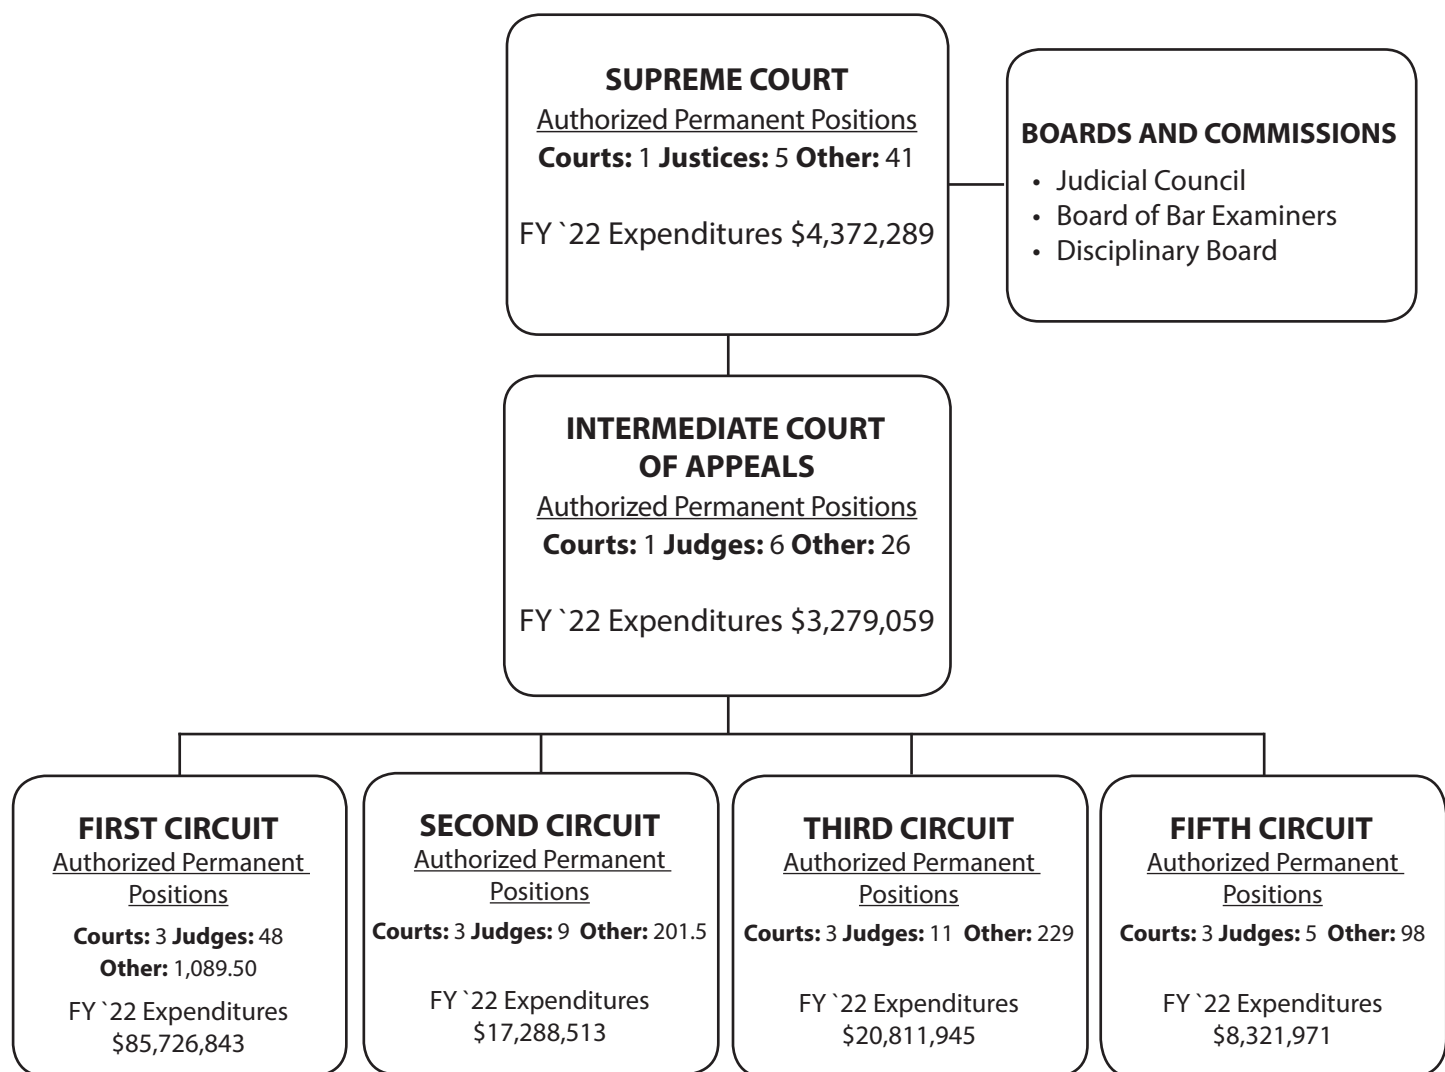 SUPREME COURT
Authorized Permanent Positions
Courts: 1 Justices: 5 Other: 41
FY `22 Expenditures $4,372,289
BOARDS AND COMMISSIONS
• Judicial Council
• Board of Bar Examiners
• Disciplinary Board
INTERMEDIATE COURT
OF APPEALS
Authorized Permanent Positions
Courts: 1 Judges: 6 Other: 26
FY `22 Expenditures $3,279,059
FIRST CIRCUIT
Authorized Permanent
Positions
Courts: 3 Judges: 48
Other: 1,089.50
FY `22 Expenditures
$85,726,843
SECOND CIRCUIT
Authorized Permanent
Positions
Courts: 3 Judges: 9 Other: 201.5
FY `22 Expenditures
$17,288,513
THIRD CIRCUIT
Authorized Permanent
Positions
Courts: 3 Judges: 11 Other: 229
FY `22 Expenditures
$20,811,945
FIFTH CIRCUIT
Authorized Permanent
Positions
Courts: 3 Judges: 5 Other: 98
FY `22 Expenditures
$8,321,971